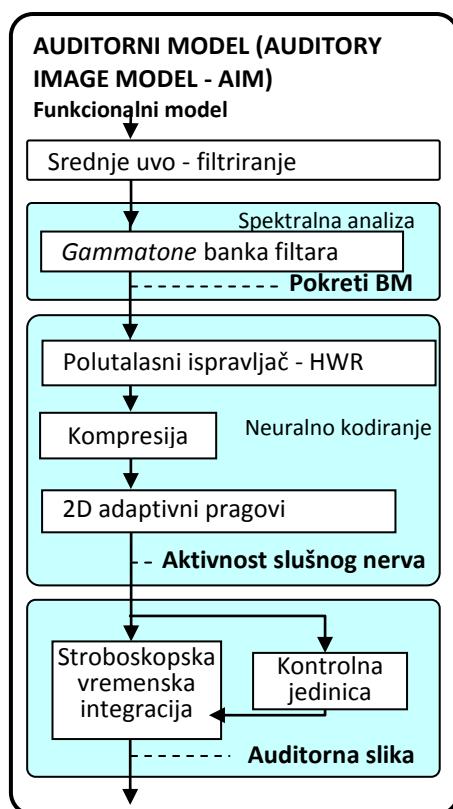 AUDITORNI MODEL (AUDITORY
IMAGE MODEL - AIM)
Funkcionalni model
Srednje uvo - filtriranje
Spektralna analiza
Gammatone banka filtara
Pokreti BM
Polutalasni ispravljač - HWR
Kompresija
Neuralno kodiranje
2D adaptivni pragovi
Aktivnost slušnog nerva
Stroboskopska
vremenska
integracija
Kontrolna
jedinica
Auditorna slika